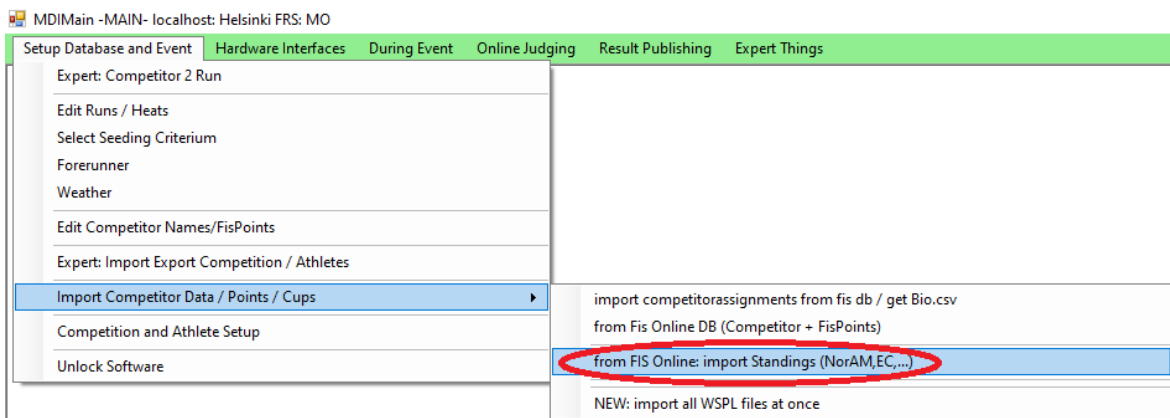 MDIMain -MAIN- localhost: Helsinki FRS: MO
Setup Database and Event Hardware Interfaces During Event Online Judging Result Publishing Expert Things
Expert: Competitor 2 Run
Edit Runs / Heats
Select Seeding Criterium
Forerunner
Weather
Edit Competitor Names/FisPoints
Expert: Import Export Competition / Athletes
Import Competitor Data / Points / Cups
Competition and Athlete Setup
Unlock Software
import competitorassignments from fis db / get Bio.csv
from Fis Online DB (Competitor + FisPoints)
from FIS Online: import Standings (NorAM,EC,...)
NEW: import all WSPL files at once